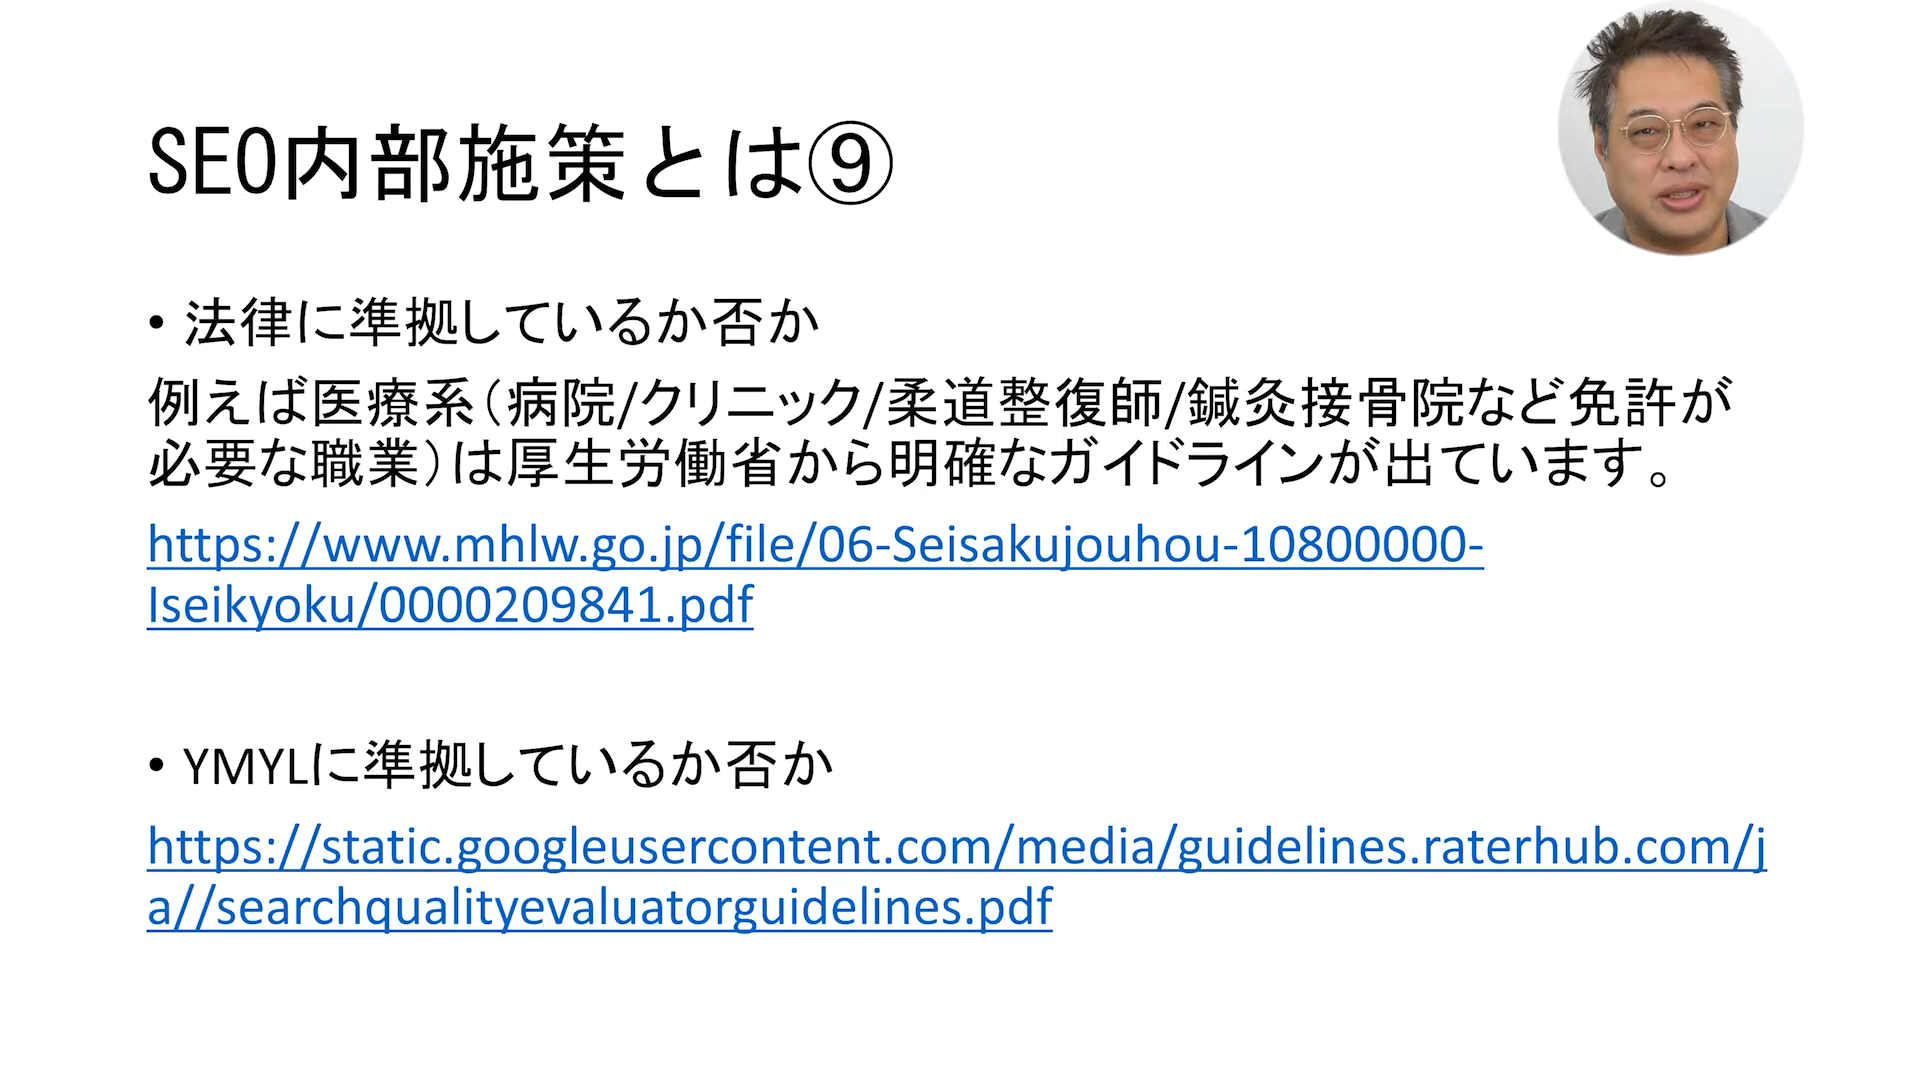 SEO内部施策とは⑨
• 法律に準拠しているか否か
例えば医療系(病院/クリニック/柔道整復師/鍼灸接骨院など免許が
必要な職業)は厚生労働省から明確なガイドラインが出ています。
https://www.mhlw.go.jp/file/06-Seisakujouhou-10800000-
Iseikyoku/0000209841.pdf
• YMYLに準拠しているか否か
https://static.googleusercontent.com/media/guidelines.raterhub.com/j
a//searchqualityevaluatorguidelines.pdf